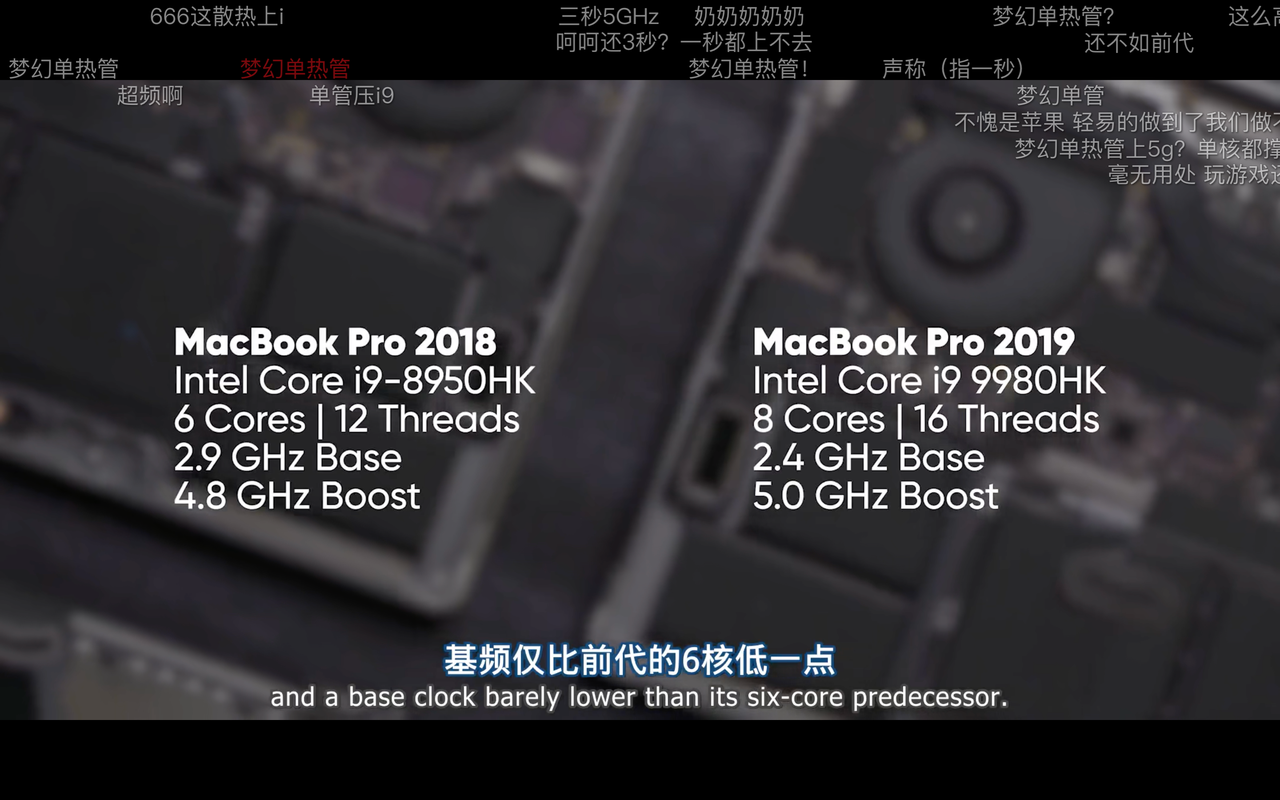 666这散热上i
三秒5GHz
奶奶奶奶奶
梦幻单热管?
呵呵还3秒?
一秒都上不去
还不如前代
梦幻单热管
梦幻单热管
梦幻单热管!
声称（指一秒）
超频啊
单管压i9
梦幻单管
不愧是苹果 轻易的做到了我们做
梦幻单热管上5g? 单核都撑
毫无用处 玩游戏还
MacBook Pro 2018
Intel Core i9-8950HK
6 Cores | 12 Threads
2.9 GHz Base
4.8 GHz Boost
MacBook Pro 2019
Intel Core i9 9980HK
8 Cores | 16 Threads
2.4 GHz Base
5.0 GHz Boost
基频仅比前代的6核低一点
and a base clock barely lower than its six-core predecessor.